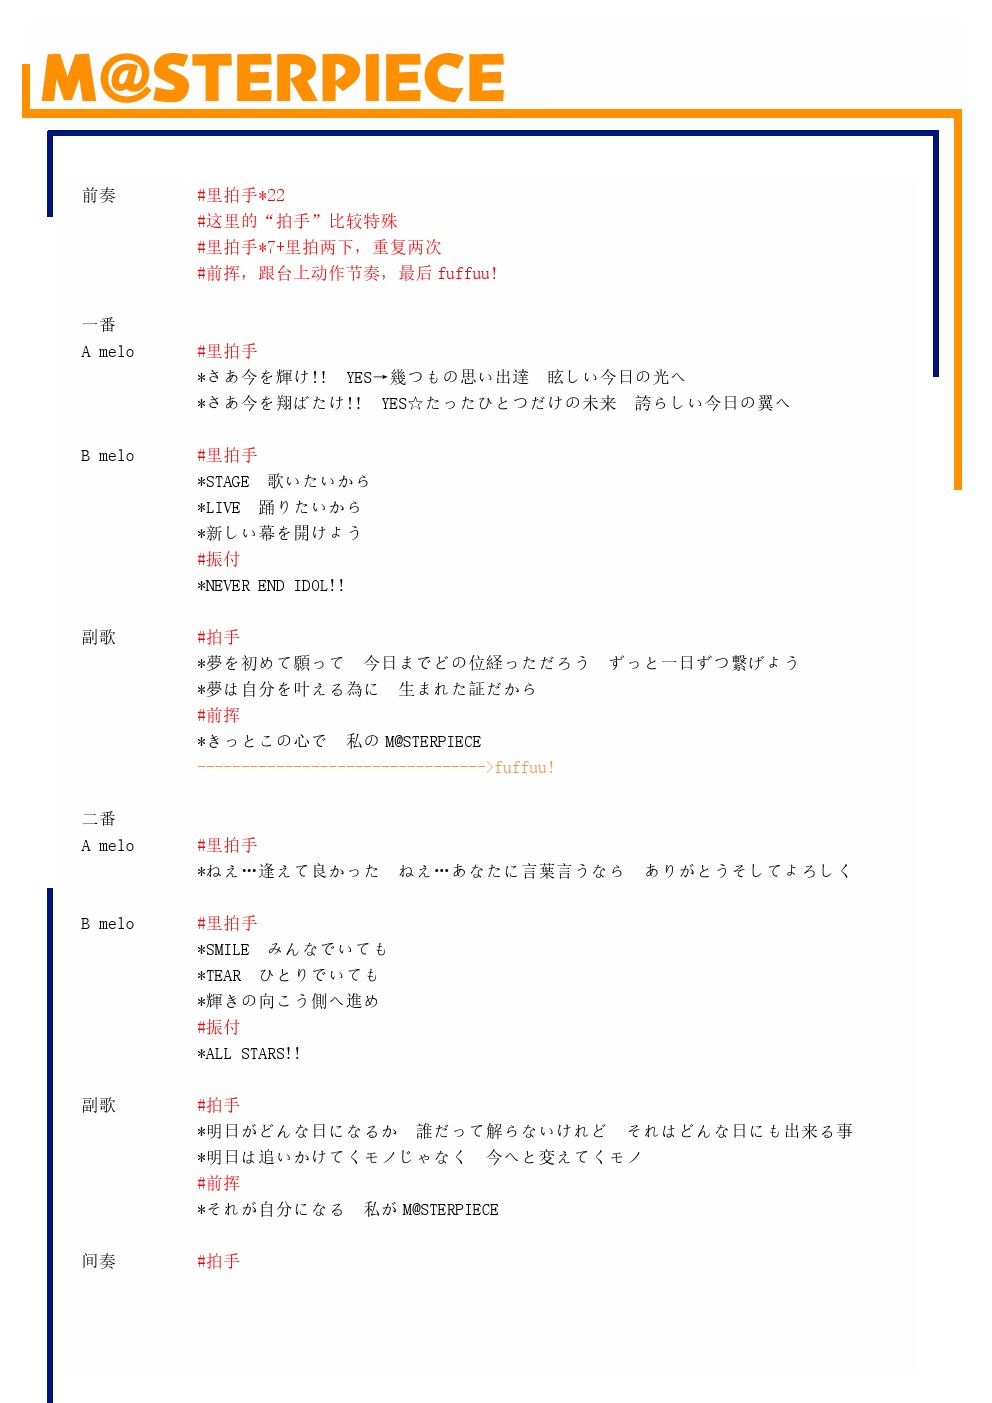 M@STERPIECE
前奏 #里拍手*22
#这里的“拍手”比较特殊
#里拍手*7+里拍两下，重复两次
#前挥，跟台上动作节奏，最后 fuffuu!
一番
A melo #里拍手
*さあ今を輝け!! YES→幾つもの思い出達 眩しい今日の光へ
*さあ今を翔ばたけ!! YES☆たったひとつだけの未来 誇らしい今日の翼へ
B melo #里拍手
*STAGE 歌いたいから
*LIVE 踊りたいから
*新しい幕を開けよう
#振付
*NEVER END IDOL!!
副歌 #拍手
*夢を初めて願って 今日までどの位経っただろう ずっと一日ずつ繋げよう
*夢は自分を叶える為に 生まれた証だから
#前挥
*きっとこの心で 私の M@STERPIECE
--------------------------------->fuffuu!
二番
A melo #里拍手
*ねえ…逢えて良かった ねえ…あなたに言葉言うなら ありがとうそしてよろしく
B melo #里拍手
*SMILE みんなでいても
*TEAR ひとりでいても
*輝きの向こう側へ進め
#振付
*ALL STARS!!
副歌 #拍手
*明日がどんな日になるか 誰だって解らないけれど それはどんな日にも出来る事
*明日は追いかけてくモノじゃなく 今へと変えてくモノ
#前挥
*それが自分になる 私が M@STERPIECE
间奏 #拍手